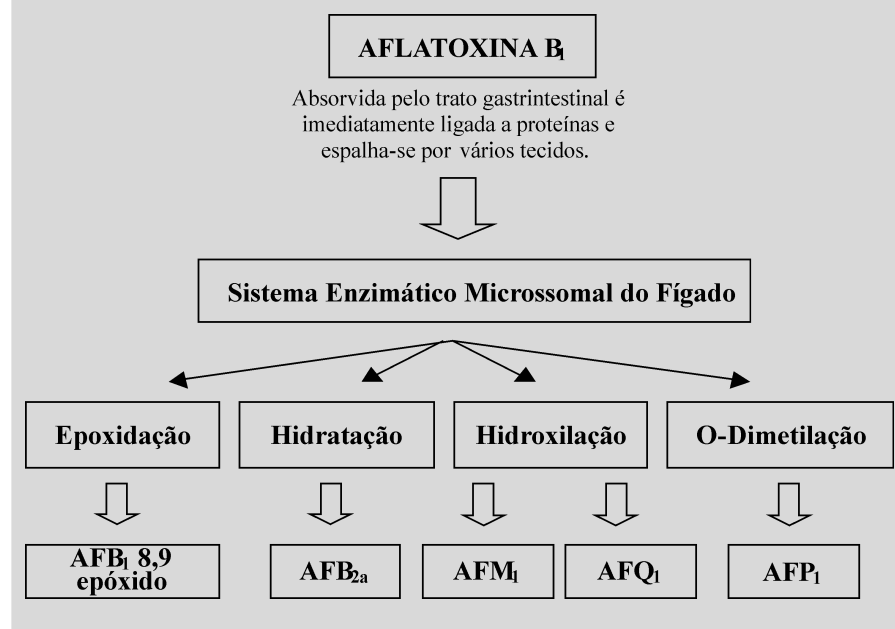 AFLATOXINA B1
Absorvida pelo trato gastrintestinal é
imediatamente ligada a proteínas e
espalha-se por vários tecidos.
Sistema Enzimático Microssomal do Fígado
Epoxidação
Hidratação
Hidroxilação
O-Dimetilação
AFB1 8,9
epóxido
AFB2a
AFM1
AFQ1
AFP1